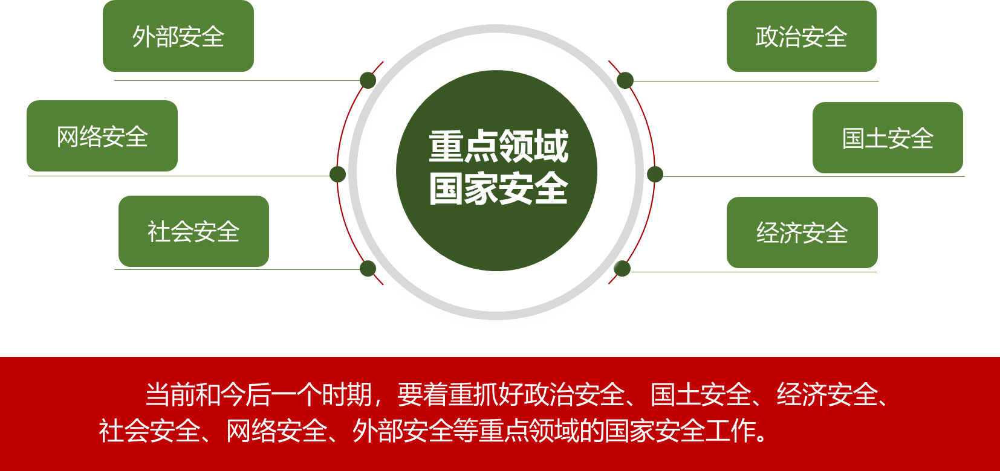 外部安全
政治安全
网络安全
国土安全
重点领域
国家安全
社会安全
经济安全
当前和今后一个时期，要着重抓好政治安全、国土安全、经济安全、
社会安全、网络安全、外部安全等重点领域的国家安全工作。